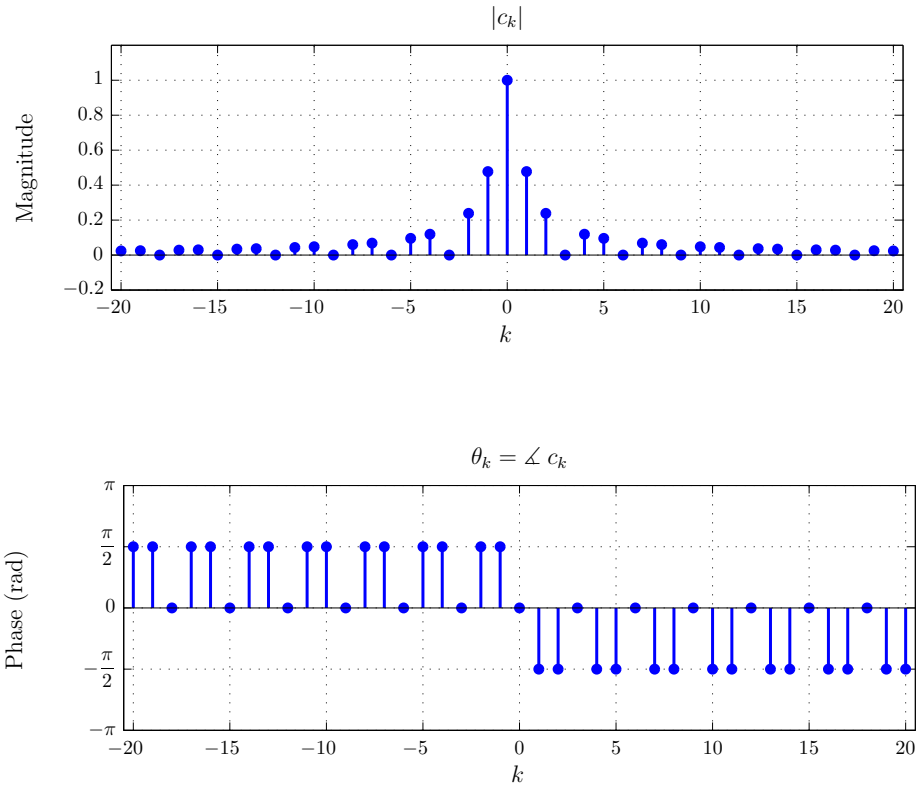 |c_k|
Magnitude
1
0.8
0.6
0.4
0.2
0
−0.2
−20 −15 −10 −5 0 5 10 15 20
k
θ_k = ∡ c_k
Phase (rad)
π
π/2
0
−π/2
−π
−20 −15 −10 −5 0 5 10 15 20
k